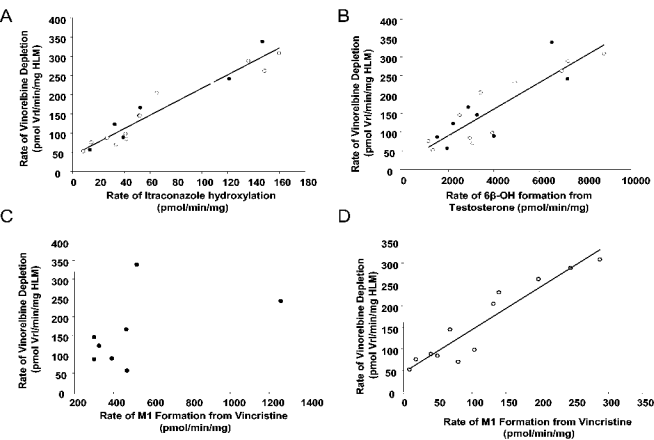 A
Rate of Vinorelbine Depletion
(pmol Vrl/min/mg HLM)
400
350
300
250
200
150
100
50
0
0 20 40 60 80 100 120 140 160 180
Rate of Itraconazole hydroxylation
(pmol/min/mg)
B
Rate of Vinorelbine Depletion
(pmol Vrl/min/mg HLM)
400
350
300
250
200
150
100
50
0
0 2000 4000 6000 8000 10000
Rate of 6β-OH formation from
Testosterone (pmol/min/mg)
C
Rate of Vinorelbine Depletion
(pmol Vrl/min/mg HLM)
400
350
300
250
200
150
100
50
0
200 400 600 800 1000 1200 1400
Rate of M1 Formation from Vincristine
(pmol/min/mg)
D
Rate of Vinorelbine Depletion
(pmol Vrl/min/mg HLM)
350
300
250
200
150
100
50
0
0 50 100 150 200 250 300 350
Rate of M1 Formation from Vincristine
(pmol/min/mg)